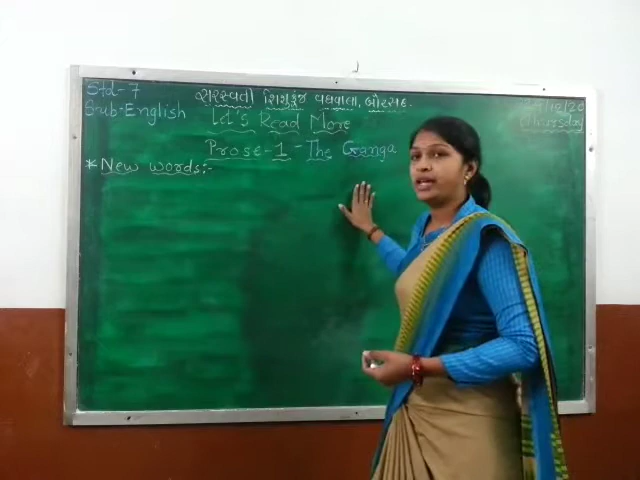 Std-7
Sub-English
સરસ્વતી શિશુકુંજ વઘવાલા, બોરસદ.
Let's Read More
Thursday
Prose-1 - The Ganga
* New words:-